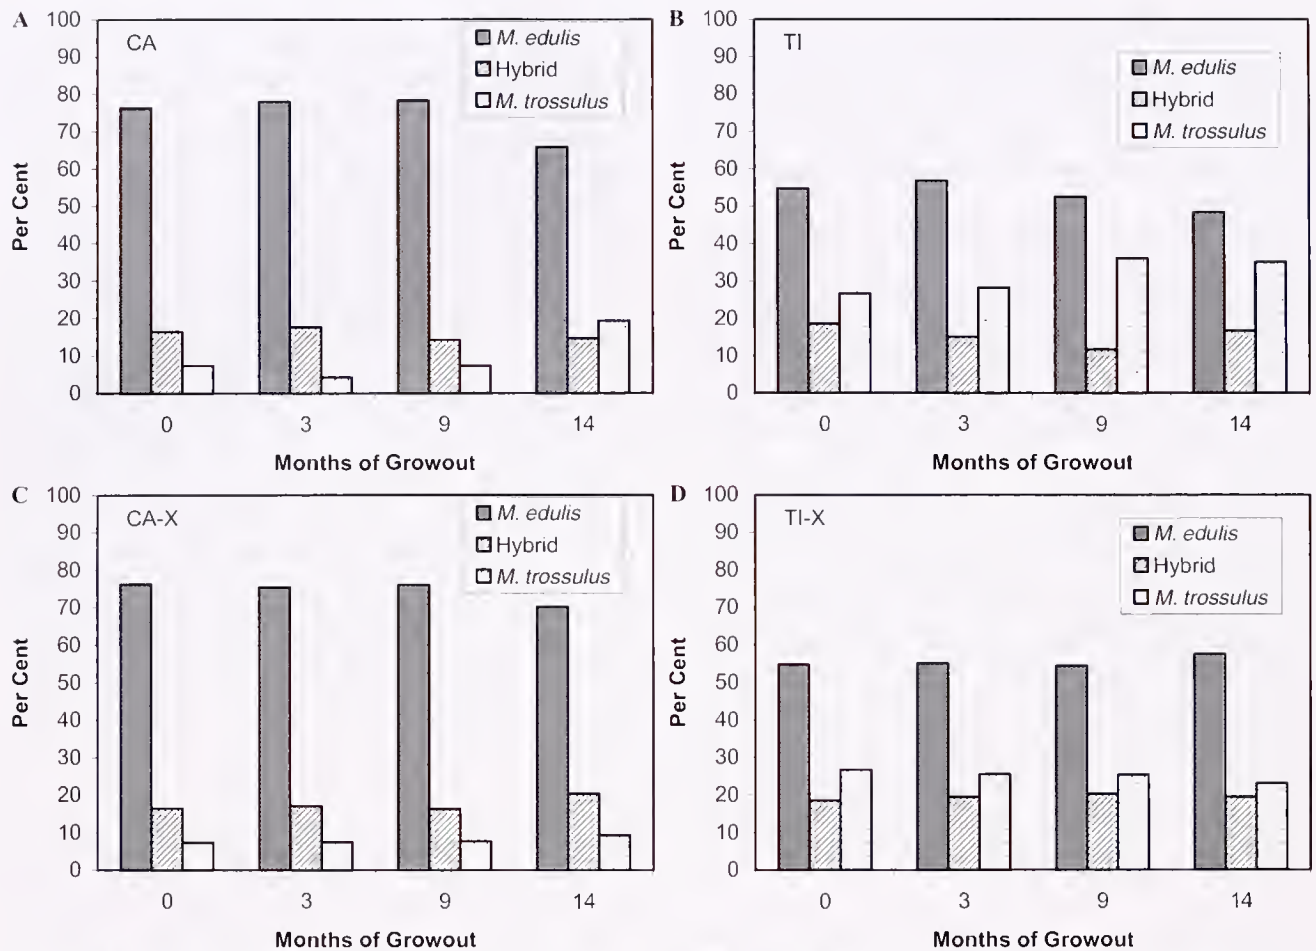 A
CA
M. edulis
Hybrid
M. trossulus
100
90
80
70
60
50
40
30
20
10
0
Per Cent
0 3 9 14
Months of Growout
B
TI
M. edulis
Hybrid
M. trossulus
100
90
80
70
60
50
40
30
20
10
0
Per Cent
0 3 9 14
Months of Growout
C
CA-X
M. edulis
Hybrid
M. trossulus
100
90
80
70
60
50
40
30
20
10
0
Per Cent
0 3 9 14
Months of Growout
D
TI-X
M. edulis
Hybrid
M. trossulus
100
90
80
70
60
50
40
30
20
10
0
Per Cent
0 3 9 14
Months of Growout